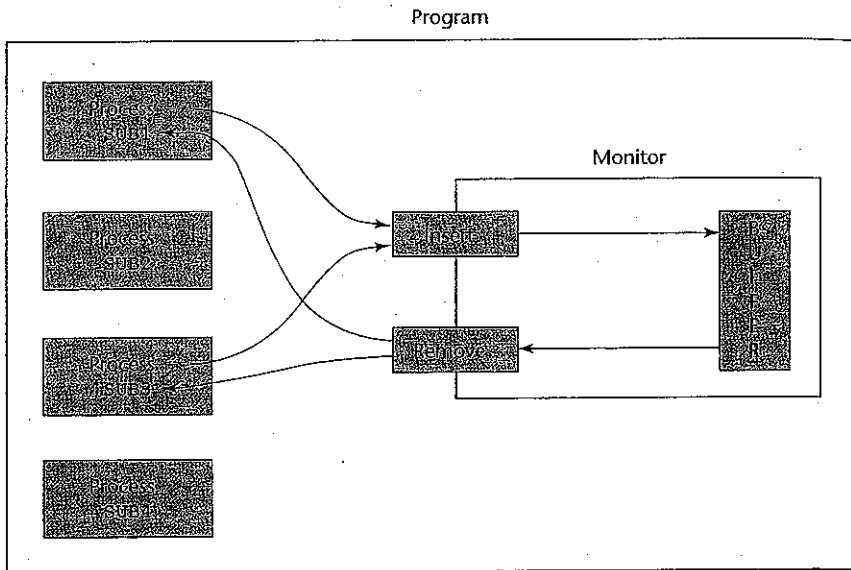 Program
Process
SUB1
Process
SUB2
Process
SUB3
Process
SUB4
Monitor
Insert
Remove
B
U
F
F
E
R